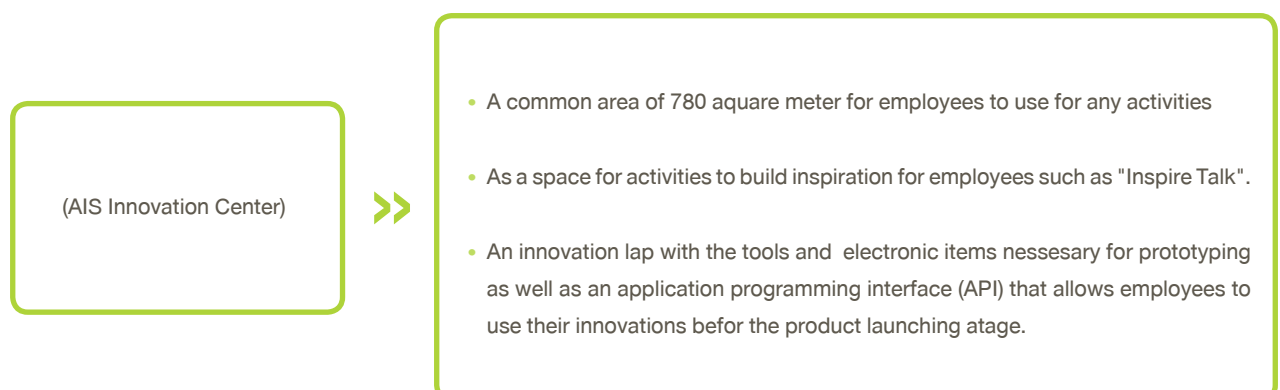 (AIS Innovation Center)
• A common area of 780 aquare meter for employees to use for any activities
• As a space for activities to build inspiration for employees such as "Inspire Talk".
• An innovation lap with the tools and electronic items nessesary for prototyping
as well as an application programming interface (API) that allows employees to
use their innovations befor the product launching atage.